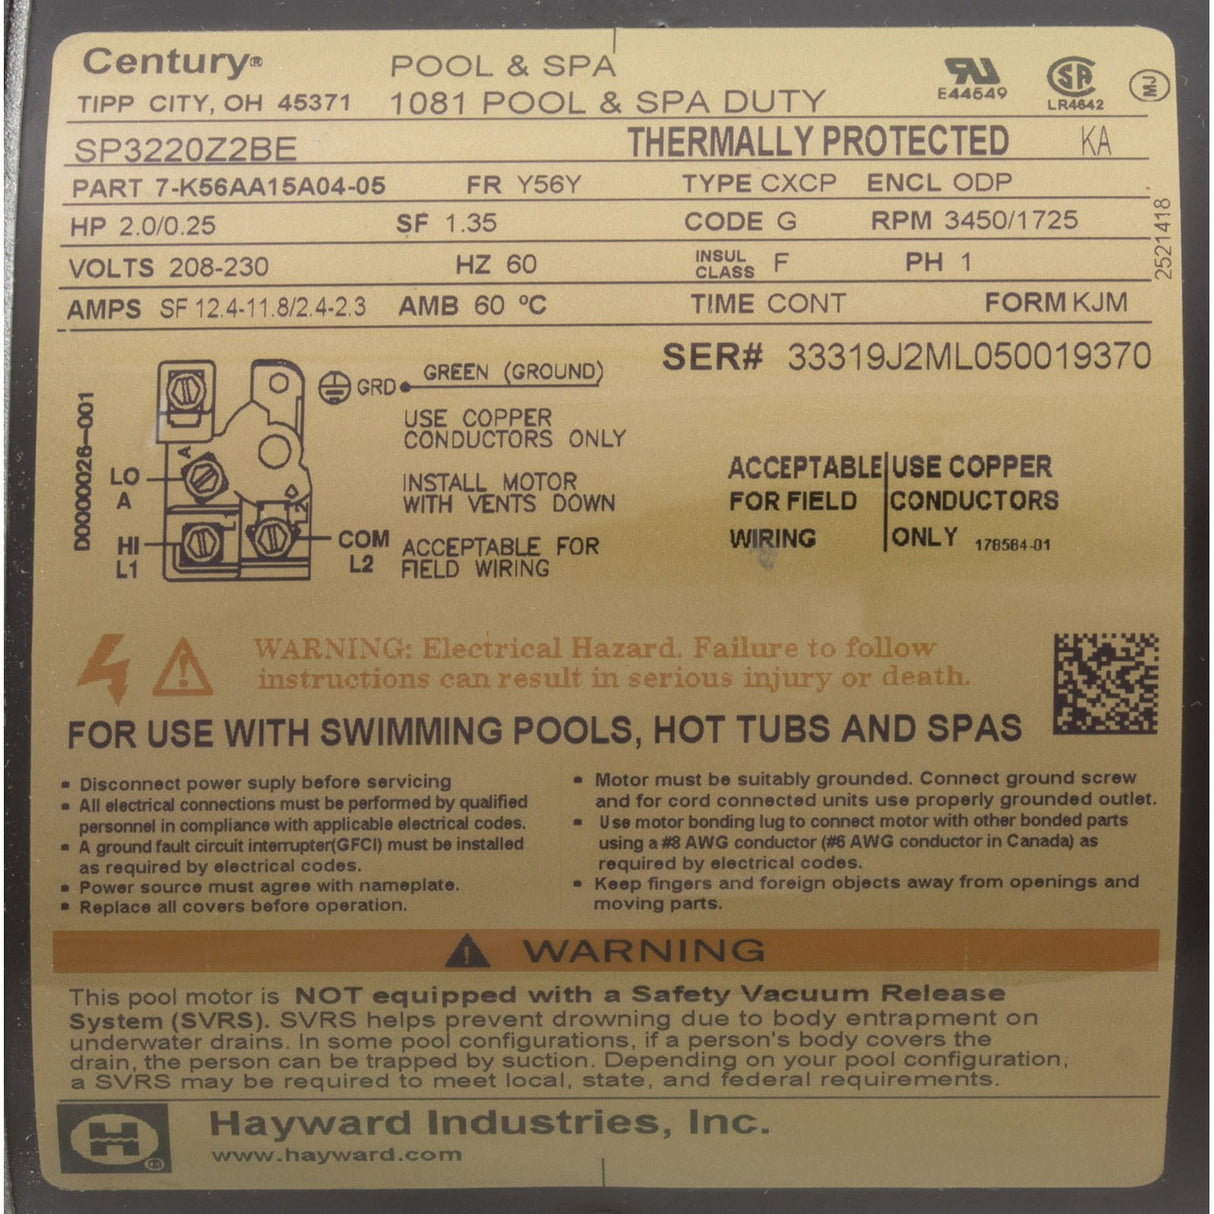 Century®
POOL & SPA
TIPP CITY, OH 45371
1081 POOL & SPA DUTY
E44549
LR4642
MJ
SP3220Z2BE
THERMALLY PROTECTED
KA
PART 7-K56AA15A04-05 FR Y56Y TYPE CXCP ENCL ODP
HP 2.0/0.25 SF 1.35 CODE G RPM 3450/1725
VOLTS 208-230 HZ 60 INSUL CLASS F PH 1
AMPS SF 12.4-11.8/2.4-2.3 AMB 60 ºC TIME CONT FORM KJM
2521418
SER# 33319J2ML050019370
D000026-001
GRD GREEN (GROUND)
USE COPPER
CONDUCTORS ONLY
INSTALL MOTOR
WITH VENTS DOWN
ACCEPTABLE FOR
FIELD WIRING
LO
A
HI
L1
COM
L2
A
ACCEPTABLE
FOR FIELD
WIRING
USE COPPER
CONDUCTORS
ONLY 178584-01
WARNING: Electrical Hazard. Failure to follow
instructions can result in serious injury or death.
FOR USE WITH SWIMMING POOLS, HOT TUBS AND SPAS
▪ Disconnect power suply before servicing
▪ All electrical connections must be performed by qualified
personnel in compliance with applicable electrical codes.
▪ A ground fault circuit interrupter(GFCI) must be installed
as required by electrical codes.
▪ Power source must agree with nameplate.
▪ Replace all covers before operation.
▪ Motor must be suitably grounded. Connect ground screw
and for cord connected units use properly grounded outlet.
▪ Use motor bonding lug to connect motor with other bonded parts
using a #8 AWG conductor (#6 AWG conductor in Canada) as
required by electrical codes.
▪ Keep fingers and foreign objects away from openings and
moving parts.
WARNING
This pool motor is NOT equipped with a Safety Vacuum Release
System (SVRS). SVRS helps prevent drowning due to body entrapment on
underwater drains. In some pool configurations, if a person's body covers the
drain, the person can be trapped by suction. Depending on your pool configuration,
a SVRS may be required to meet local, state, and federal requirements.
H
Hayward Industries, Inc.
www.hayward.com